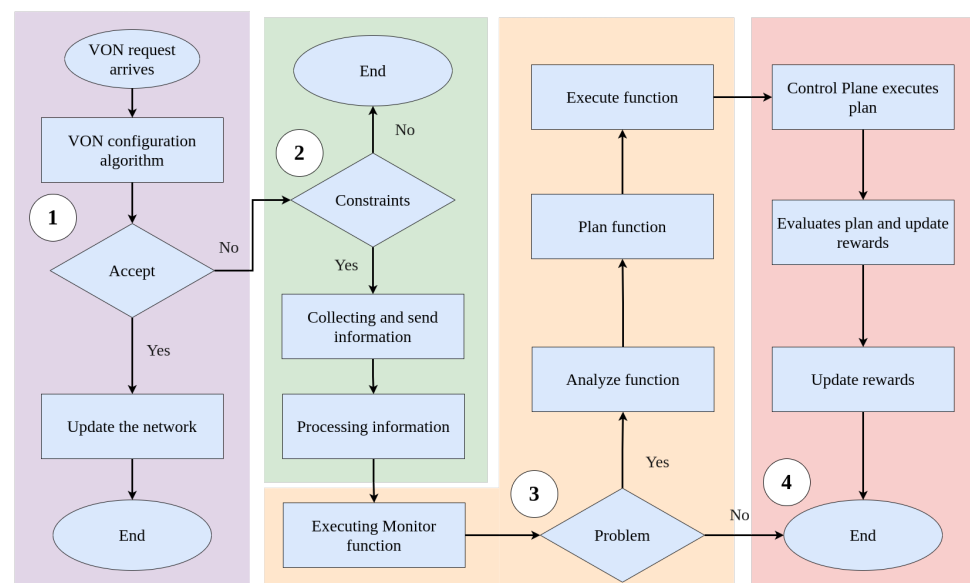 VON request
arrives
VON configuration
algorithm
1
Accept
No
Yes
Update the network
End
End
No
2
Constraints
Yes
Collecting and send
information
Processing information
Executing Monitor
function
3
Problem
Yes
No
Analyze function
Plan function
Execute function
Control Plane executes
plan
Evaluates plan and update
rewards
Update rewards
4
End